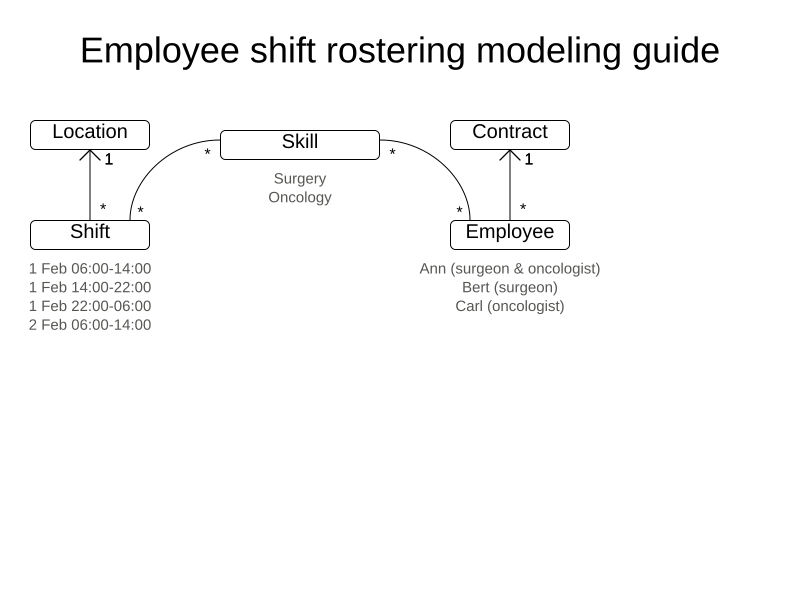 Employee shift rostering modeling guide
Location
Skill
Contract
1
*
*
1
Surgery
Oncology
*
*
*
*
Shift
Employee
1 Feb 06:00-14:00
1 Feb 14:00-22:00
1 Feb 22:00-06:00
2 Feb 06:00-14:00
Ann (surgeon & oncologist)
Bert (surgeon)
Carl (oncologist)